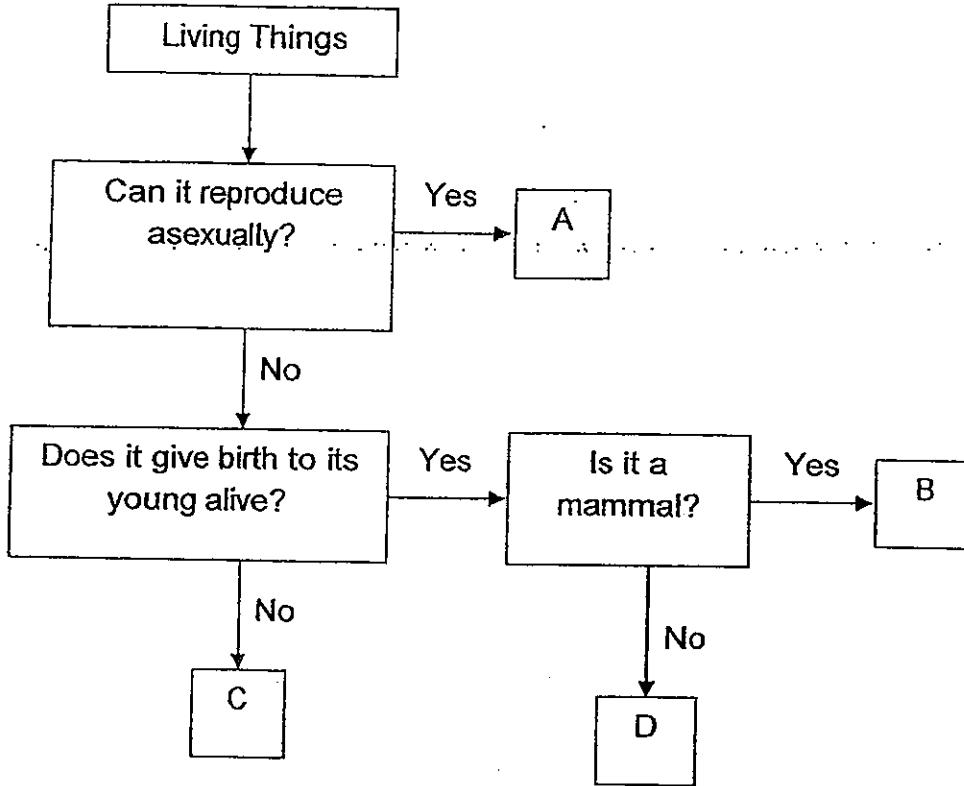 Living Things
Can it reproduce
asexually?
Yes
A
No
Does it give birth to its
young alive?
Yes
Is it a
mammal?
Yes
B
No
C
No
D